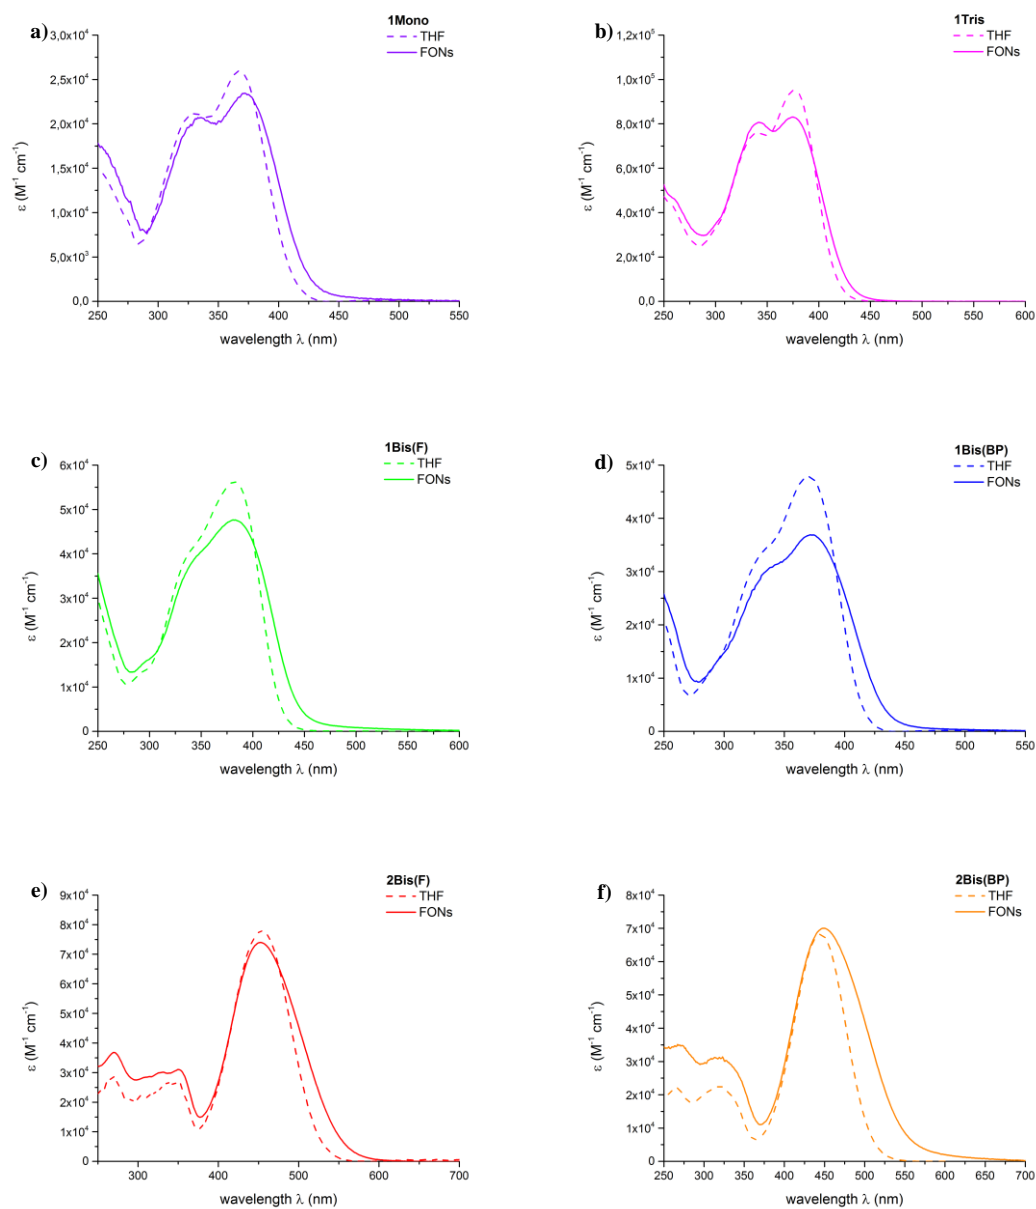 a)
1Mono
THF
FONs
3,0x10⁴
2,5x10⁴
2,0x10⁴
1,5x10⁴
1,0x10⁴
5,0x10³
0,0
ε (M⁻¹ cm⁻¹)
250 300 350 400 450 500 550
wavelength λ (nm)
b)
1Tris
THF
FONs
1,2x10⁵
1,0x10⁵
8,0x10⁴
6,0x10⁴
4,0x10⁴
2,0x10⁴
0,0
ε (M⁻¹ cm⁻¹)
250 300 350 400 450 500 550 600
wavelength λ (nm)
c)
1Bis(F)
THF
FONs
6x10⁴
5x10⁴
4x10⁴
3x10⁴
2x10⁴
1x10⁴
0
ε (M⁻¹ cm⁻¹)
250 300 350 400 450 500 550 600
wavelength λ (nm)
d)
1Bis(BP)
THF
FONs
5x10⁴
4x10⁴
3x10⁴
2x10⁴
1x10⁴
0
ε (M⁻¹ cm⁻¹)
250 300 350 400 450 500 550
wavelength λ (nm)
e)
2Bis(F)
THF
FONs
9x10⁴
8x10⁴
7x10⁴
6x10⁴
5x10⁴
4x10⁴
3x10⁴
2x10⁴
1x10⁴
0
ε (M⁻¹ cm⁻¹)
300 400 500 600 700
wavelength λ (nm)
f)
2Bis(BP)
THF
FONs
8x10⁴
7x10⁴
6x10⁴
5x10⁴
4x10⁴
3x10⁴
2x10⁴
1x10⁴
0
ε (M⁻¹ cm⁻¹)
250 300 350 400 450 500 550 600 650 700
wavelength λ (nm)